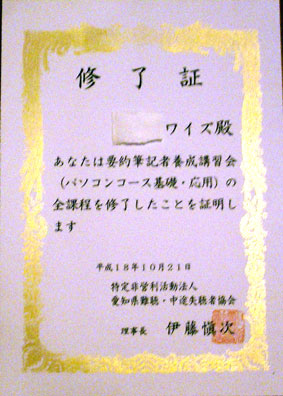 修了証
ワイズ殿
あなたは要約筆記者養成講習会
（パソコンコース基礎・応用）の
全課程を修了したことを証明し
ます
平成18年10月21日
特定非営利活動法人
愛知県難聴・中途失聴者協会
理事長 伊藤慎次